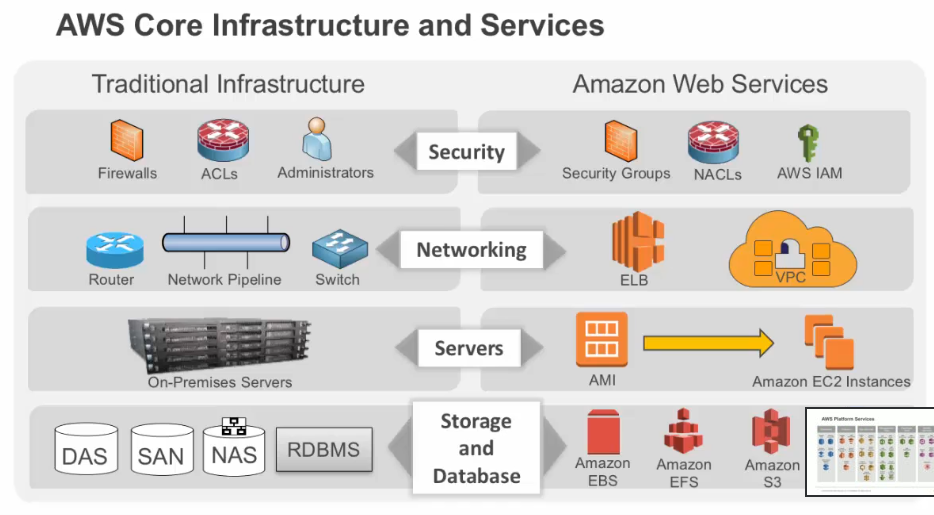 AWS Core Infrastructure and Services
Traditional Infrastructure
Amazon Web Services
Firewalls
ACLs
Administrators
Security
Security Groups
NACLs
AWS IAM
Router
Network Pipeline
Switch
Networking
ELB
VPC
On-Premises Servers
Servers
AMI
Amazon EC2 Instances
DAS
SAN
NAS
RDBMS
Storage
and
Database
Amazon
EBS
Amazon
EFS
Amazon
S3
AWS Platform Services